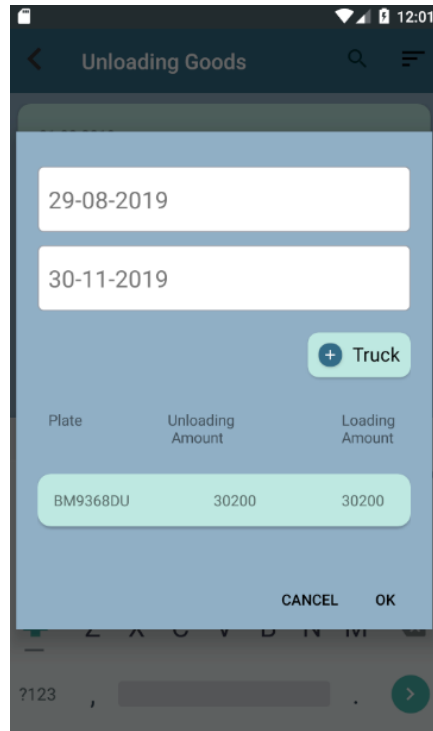 12:01
Unloading Goods
29-08-2019
30-11-2019
+ Truck
Plate Unloading Amount Loading Amount
BM9368DU 30200 30200
CANCEL OK
Z X C V B N M
?123 , .